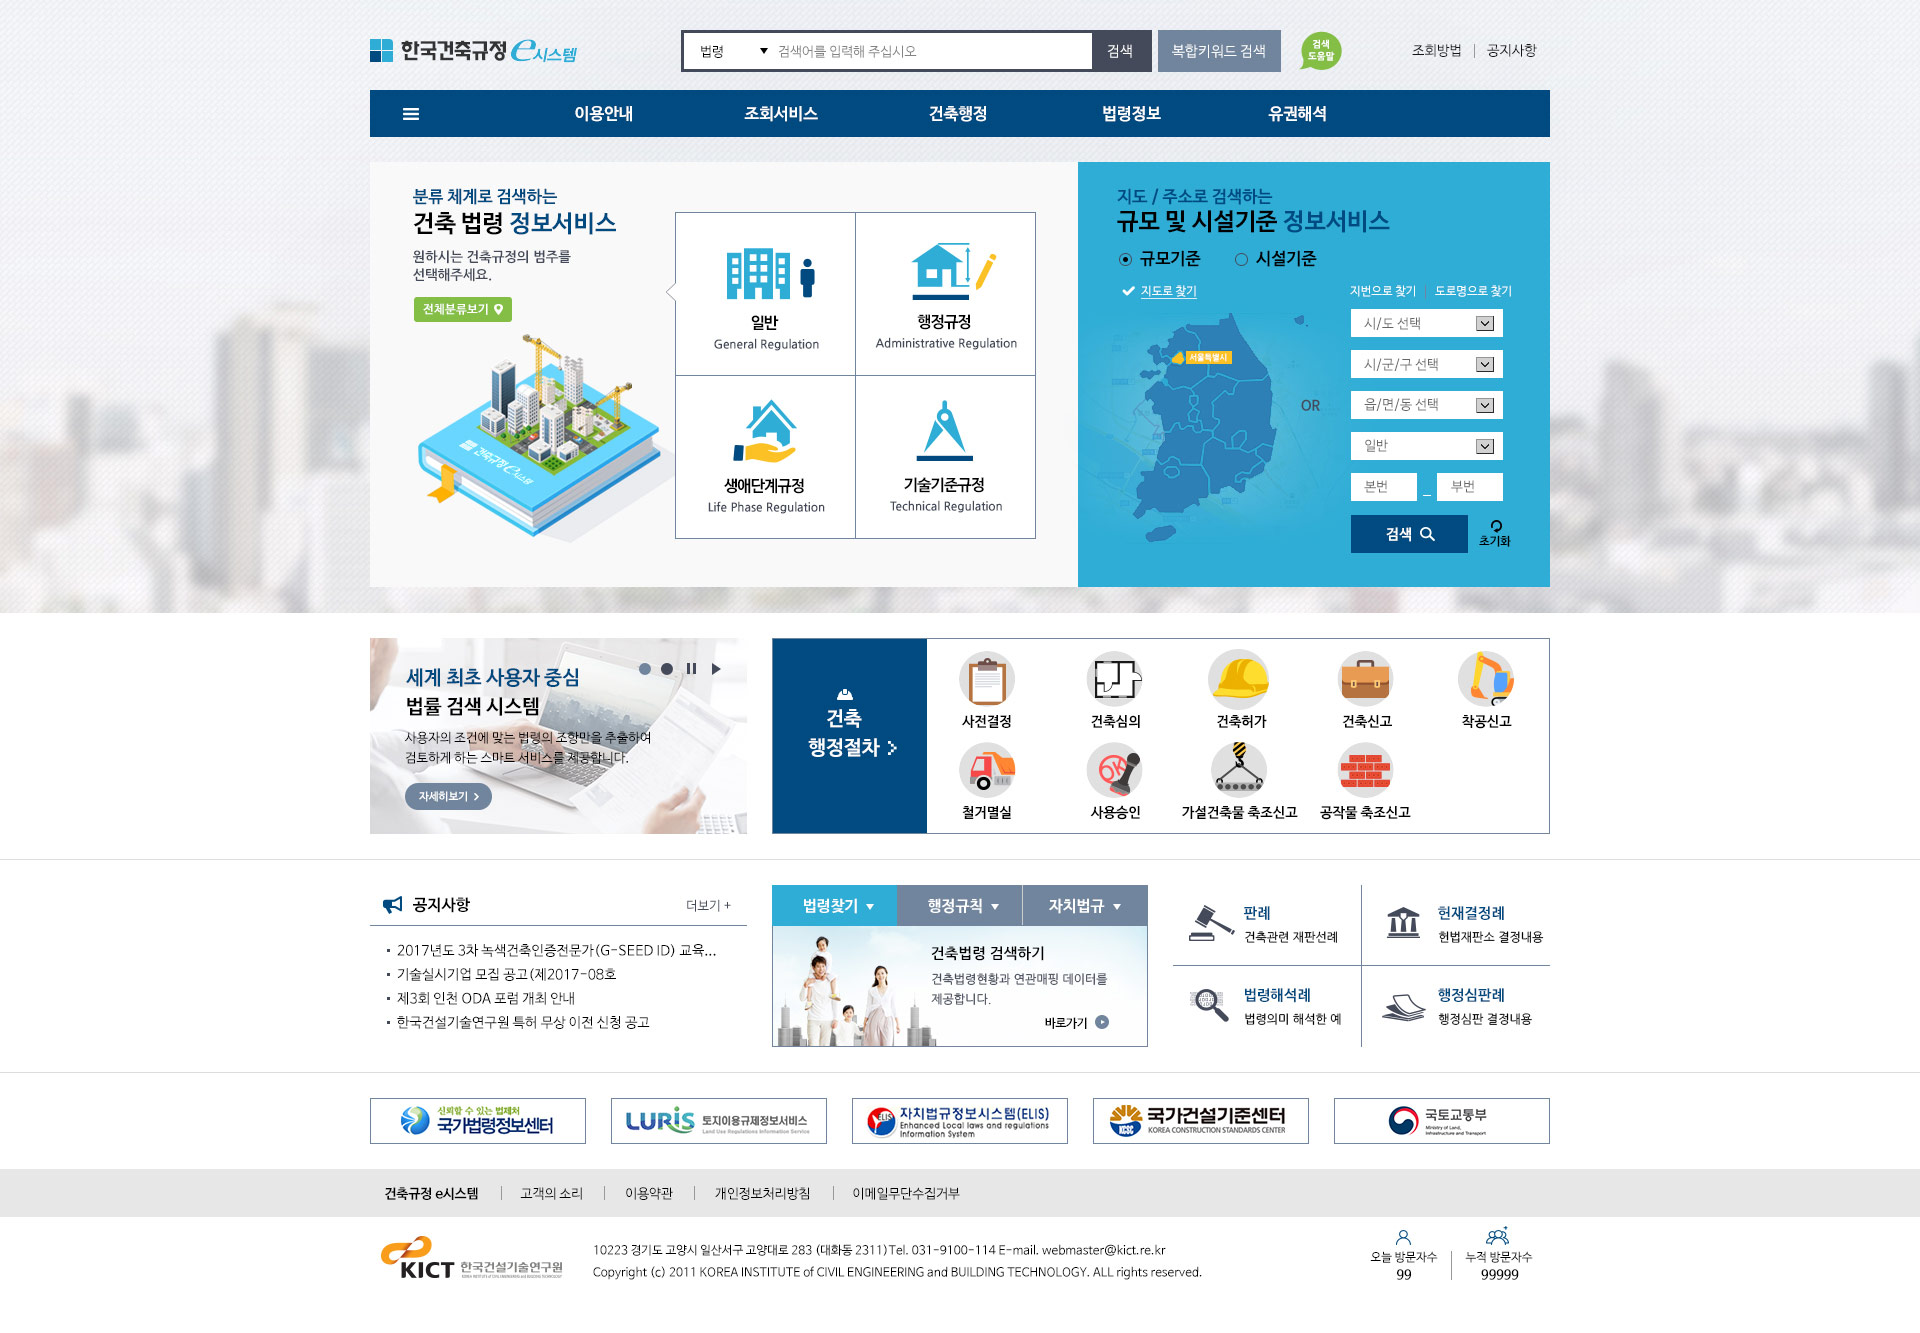 한국건축규정 e시스템
법령
검색어를 입력해 주십시오
검색
복합키워드 검색
검색
도움말
조회방법
공지사항
이용안내
조회서비스
건축행정
법령정보
유권해석
분류 체계로 검색하는
건축 법령 정보서비스
원하시는 건축규정의 범주를
선택해주세요.
전체분류보기
건축규정 e시스템
일반
General Regulation
행정규정
Administrative Regulation
생애단계규정
Life Phase Regulation
기술기준규정
Technical Regulation
지도 / 주소로 검색하는
규모 및 시설기준 정보서비스
규모기준
시설기준
지도로 찾기
지번으로 찾기
도로명으로 찾기
서울특별시
OR
시/도 선택
시/군/구 선택
읍/면/동 선택
일반
본번
_
부번
검색
초기화
세계 최초 사용자 중심
법률 검색 시스템
사용자의 조건에 맞는 법령의 조항만을 추출하여
검토하게 하는 스마트 서비스를 제공합니다.
자세히보기
건축
행정절차
사전결정
건축심의
건축허가
건축신고
착공신고
OK
철거멸실
사용승인
가설건축물 축조신고
공작물 축조신고
공지사항
더보기 +
2017년도 3차 녹색건축인증전문가(G-SEED ID) 교육...
기술실시기업 모집 공고(제2017-08호
제3회 인천 ODA 포럼 개최 안내
한국건설기술연구원 특허 무상 이전 신청 공고
법령찾기
행정규칙
자치법규
건축법령 검색하기
건축법령현황과 연관매핑 데이터를
제공합니다.
바로가기
판례
건축관련 재판선례
헌재결정례
헌법재판소 결정내용
법령해석례
법령의미 해석한 예
행정심판례
행정심판 결정내용
신뢰할 수 있는 법제처
국가법령정보센터
LURIS 토지이용규제정보서비스
Land Use Regulations Information Service
ELIS
자치법규정보시스템(ELIS)
Enhanced Local laws and regulations
Information System
KCSC
국가건설기준센터
KOREA CONSTRUCTION STANDARDS CENTER
국토교통부
Ministry of Land,
Infrastructure and Transport
건축규정 e시스템
고객의 소리
이용약관
개인정보처리방침
이메일무단수집거부
KICT 한국건설기술연구원
10223 경기도 고양시 일산서구 고양대로 283 (대화동 2311)Tel. 031-9100-114 E-mail. webmaster@kict.re.kr
Copyright (c) 2011 KOREA INSTITUTE of CIVIL ENGINEERING and BUILDING TECHNOLOGY. ALL rights reserved.
오늘 방문자수
99
누적 방문자수
99999